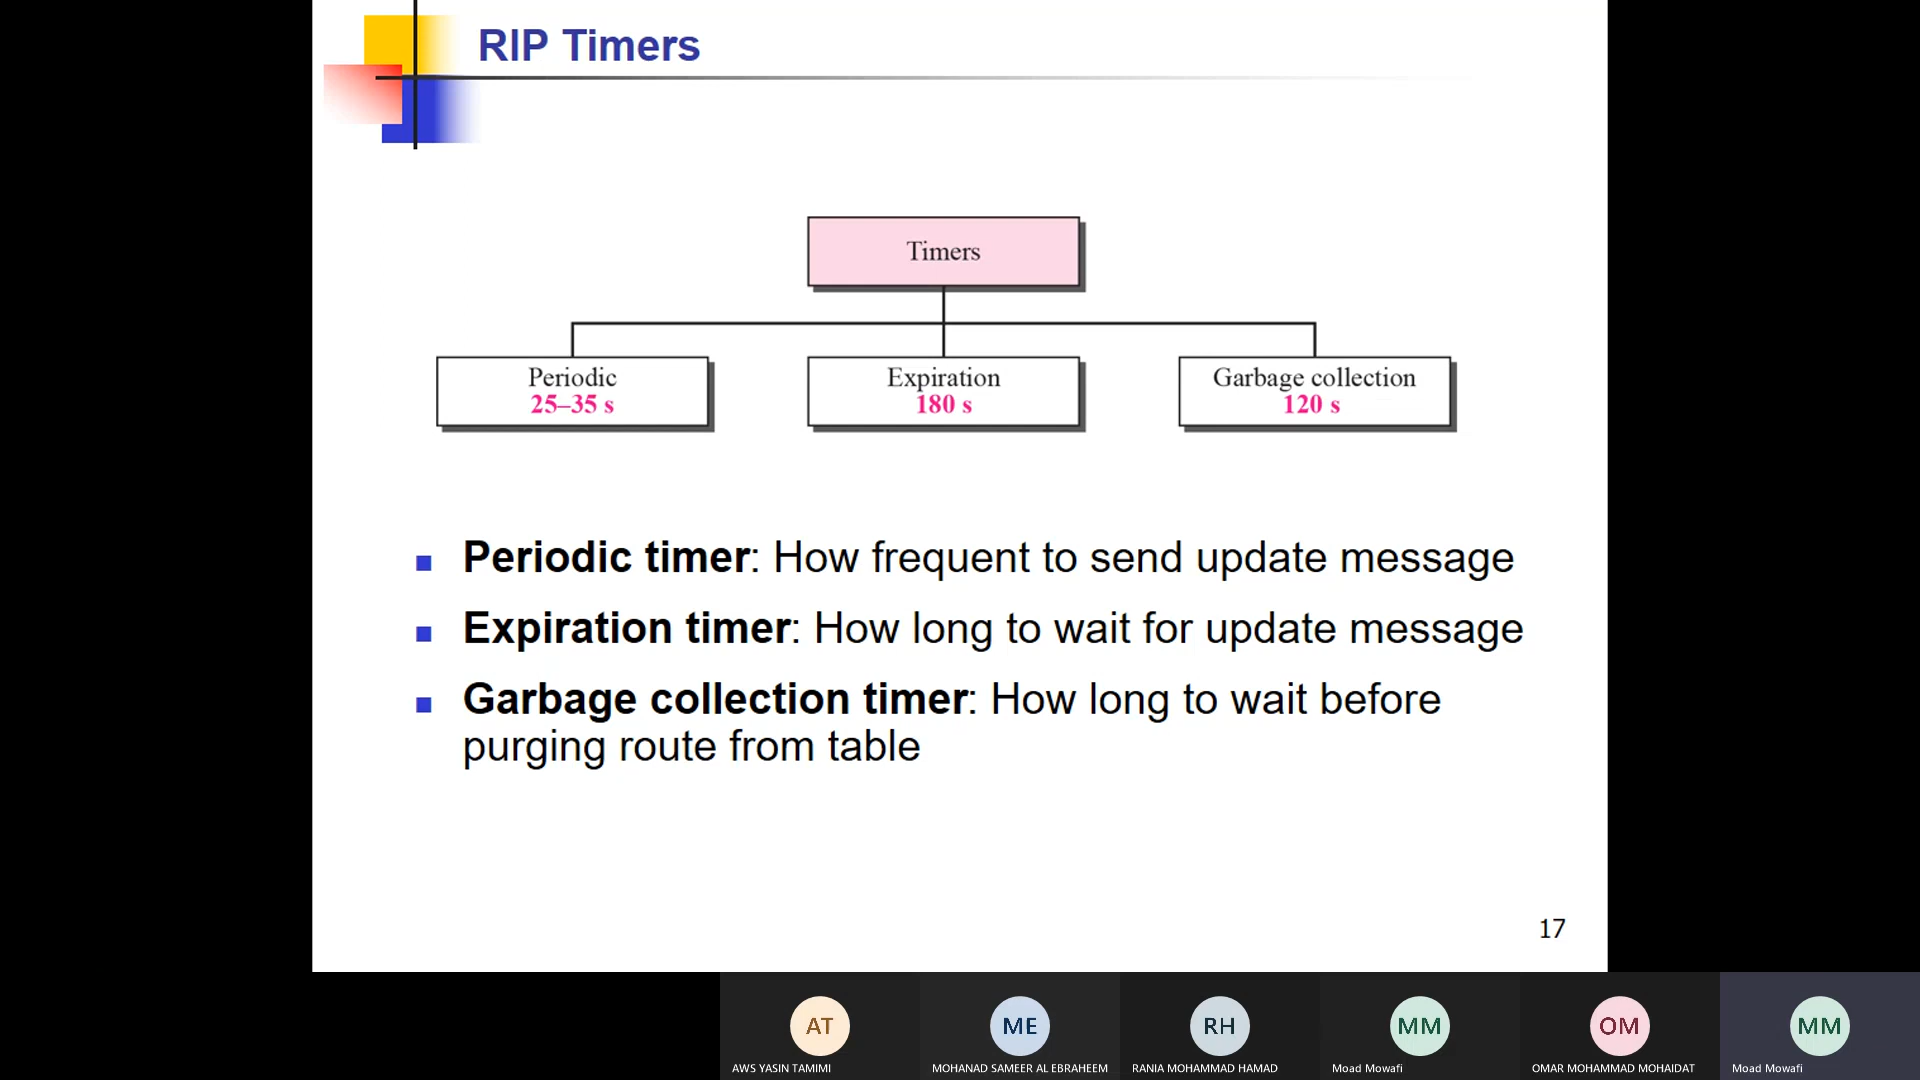 RIP Timers
Timers
Periodic
25–35 s
Expiration
180 s
Garbage collection
120 s
Periodic timer: How frequent to send update message
Expiration timer: How long to wait for update message
Garbage collection timer: How long to wait before
purging route from table
17
AT
AWS YASIN TAMIMI
ME
MOHANAD SAMEER AL EBRAHEEM
RH
RANIA MOHAMMAD HAMAD
MM
Moad Mowafi
OM
OMAR MOHAMMAD MOHAIDAT
MM
Moad Mowafi